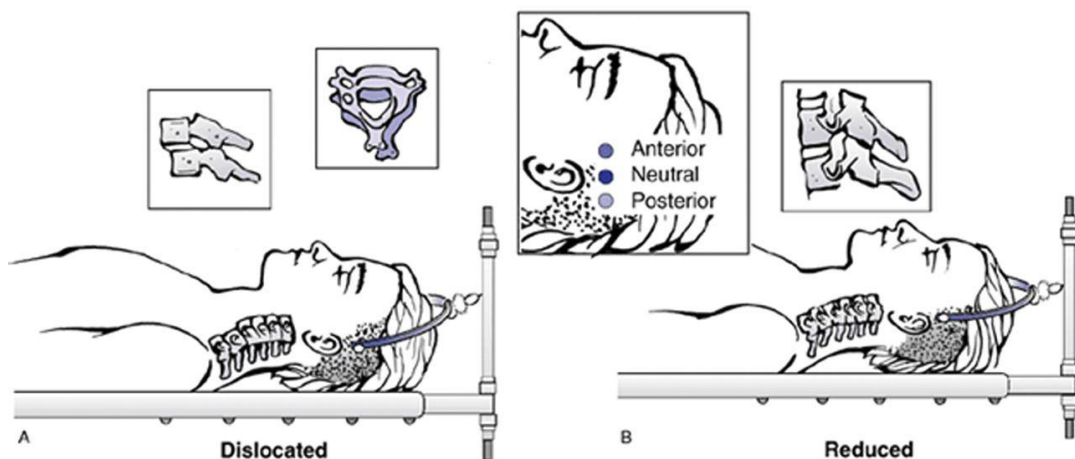 Anterior
Neutral
Posterior
A
Dislocated
B
Reduced